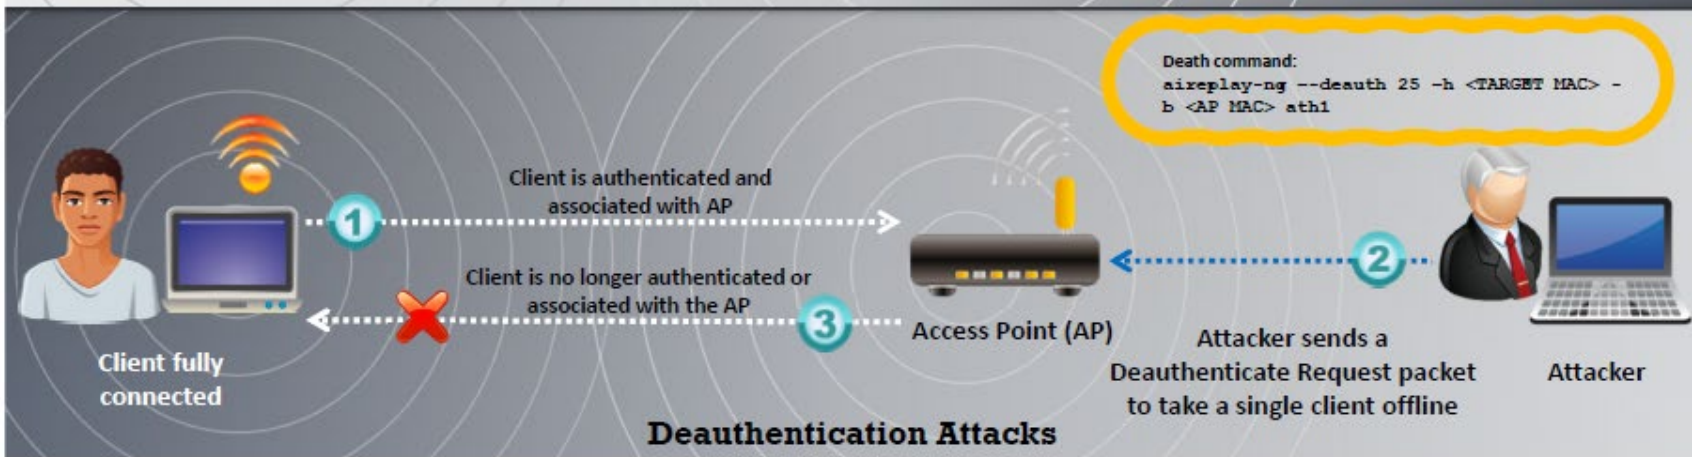 Death command:
aireplay-ng --deauth 25 -h <TARGET MAC> -
b <AP MAC> ath1
Client is authenticated and
associated with AP
1
2
Client is no longer authenticated or
associated with the AP
3
Access Point (AP)
Client fully
connected
Attacker sends a
Deauthenticate Request packet
to take a single client offline
Attacker
Deauthentication Attacks